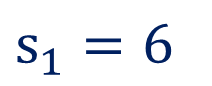 s₁ = 6